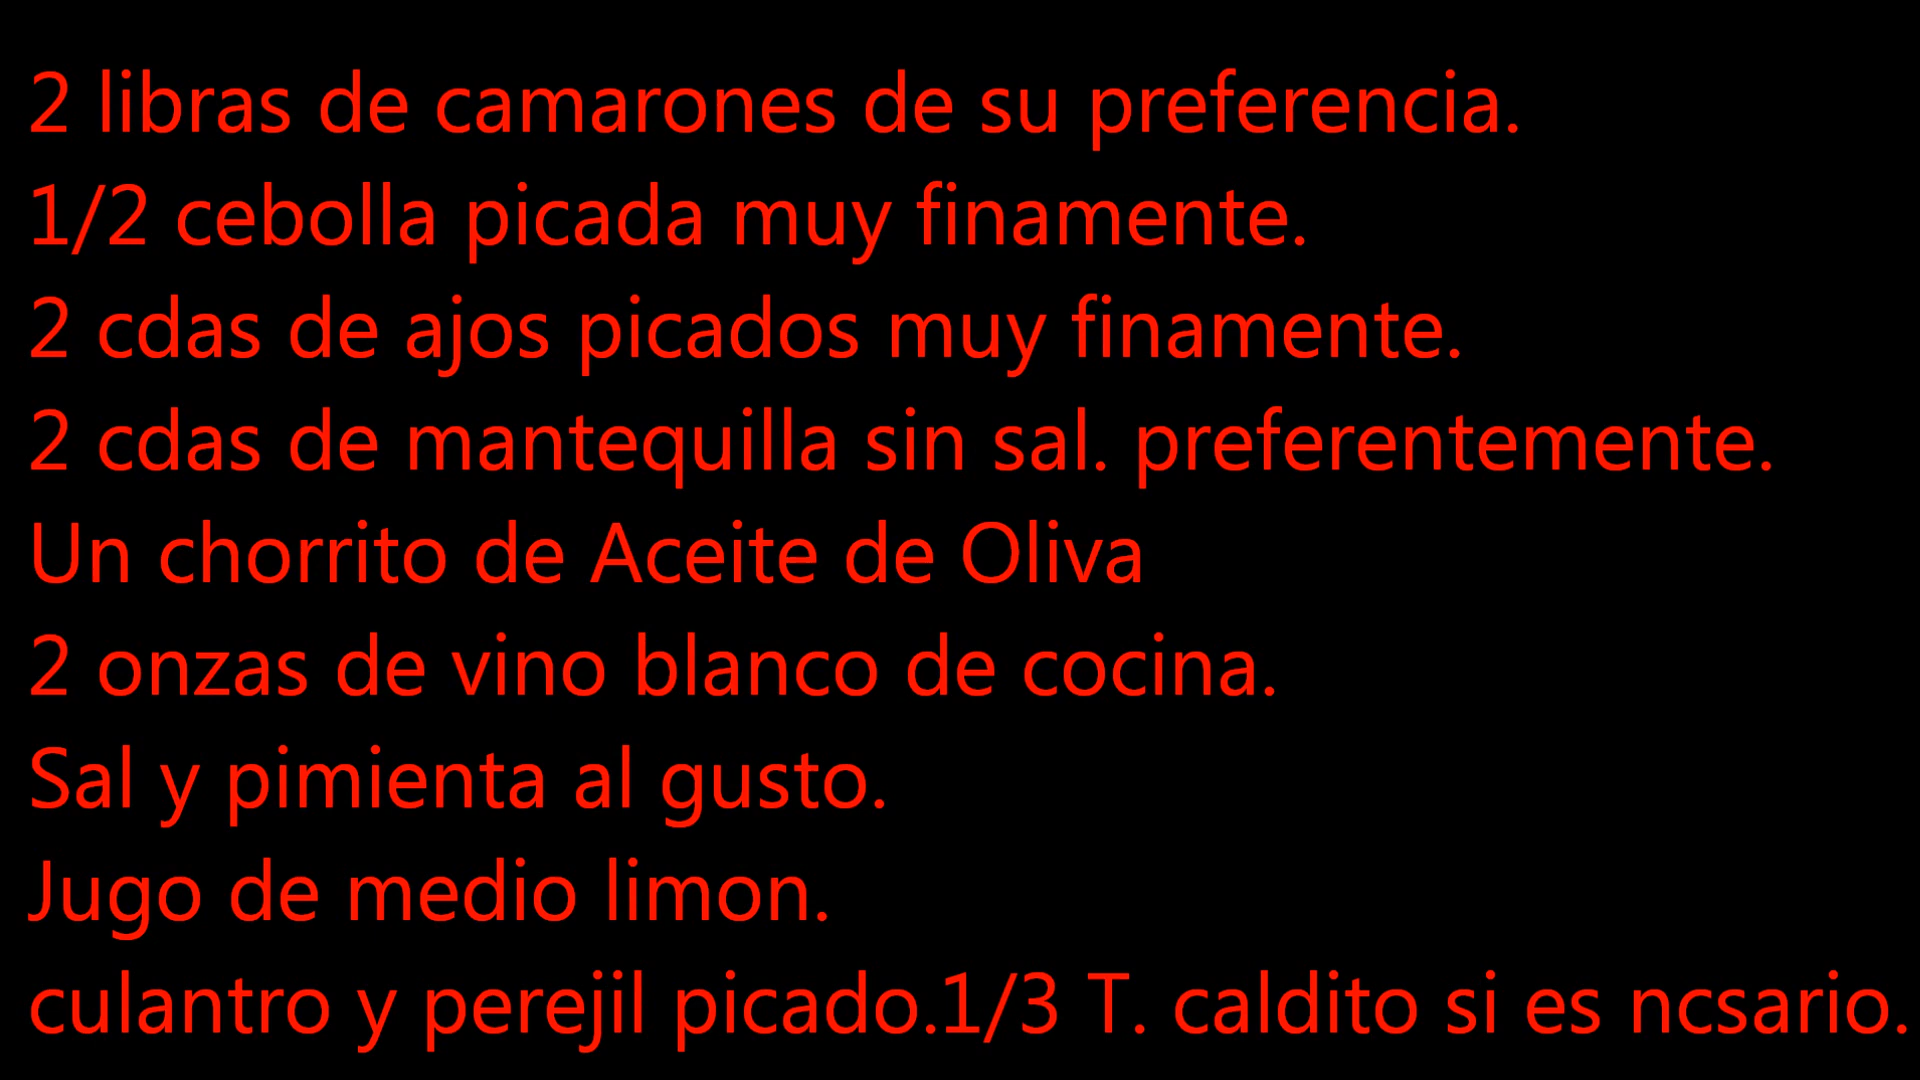 2 libras de camarones de su preferencia.
1/2 cebolla picada muy finamente.
2 cdas de ajos picados muy finamente.
2 cdas de mantequilla sin sal. preferentemente.
Un chorrito de Aceite de Oliva
2 onzas de vino blanco de cocina.
Sal y pimienta al gusto.
Jugo de medio limon.
culantro y perejil picado.1/3 T. caldito si es ncsario.